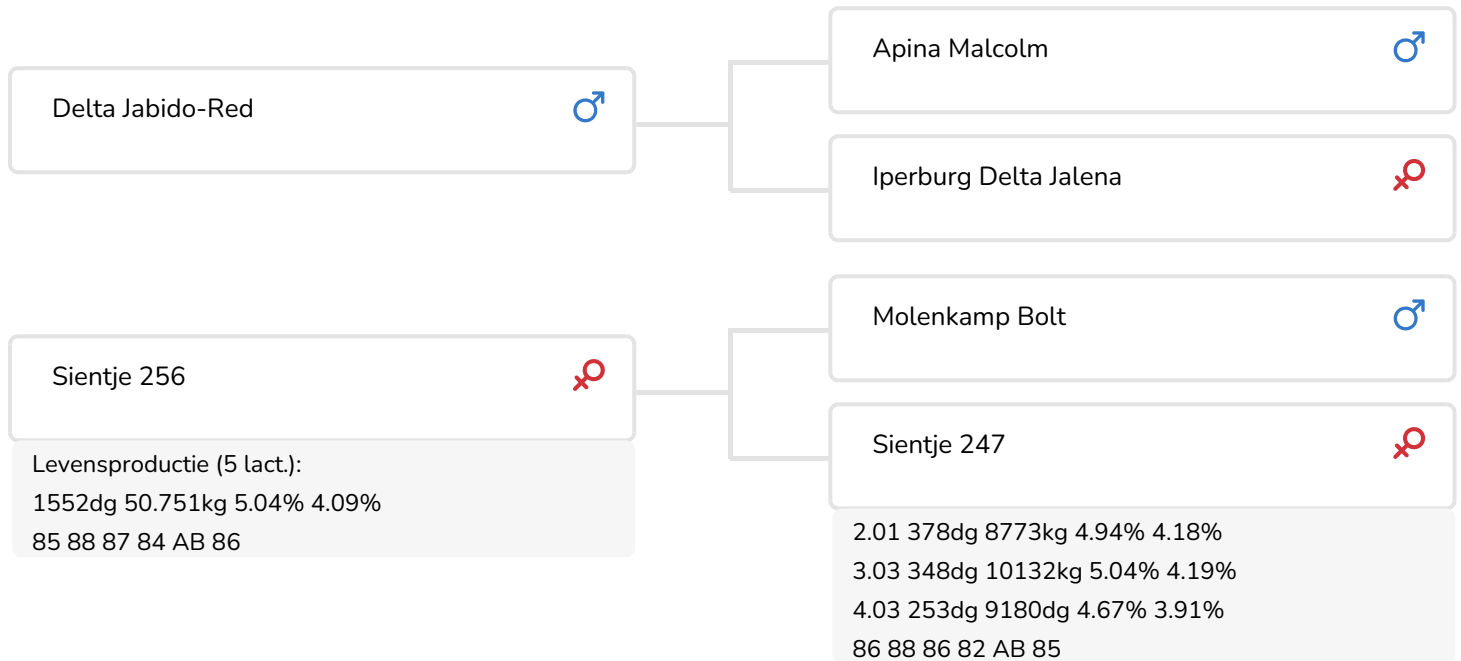 Delta Jabido-Red
Apina Malcolm
Iperburg Delta Jalena
Sientje 256
Levensproductie (5 lact.):
1552dg 50.751kg 5.04% 4.09%
85 88 87 84 AB 86
Molenkamp Bolt
Sientje 247
2.01 378dg 8773kg 4.94% 4.18%
3.03 348dg 10132kg 5.04% 4.19%
4.03 253dg 9180dg 4.67% 3.91%
86 88 86 82 AB 85